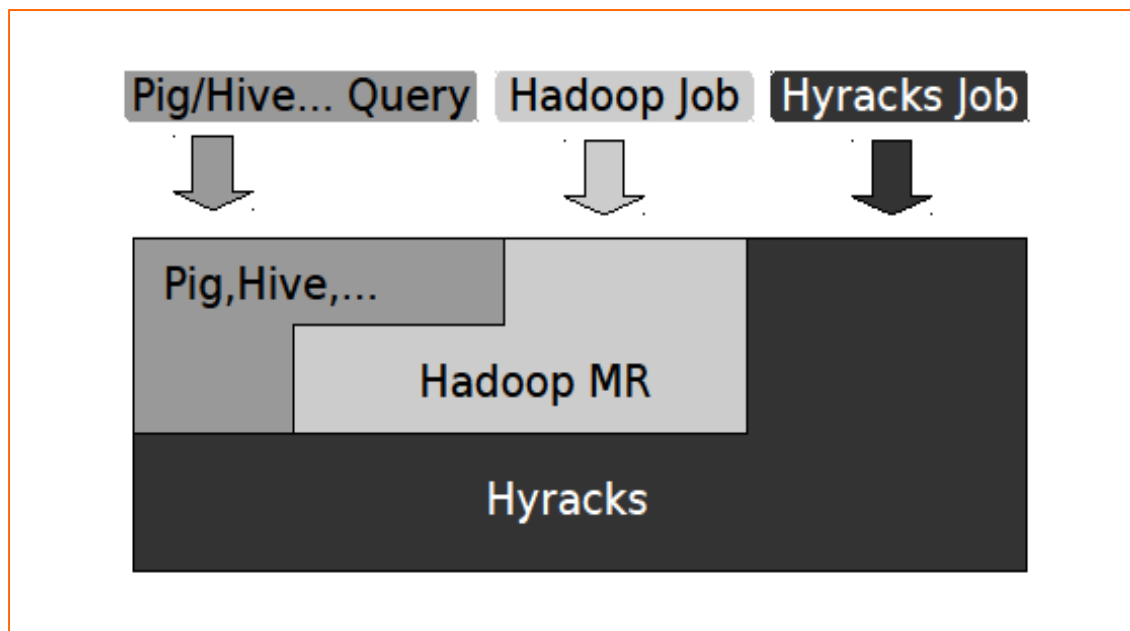 Pig/Hive... Query
Hadoop Job
Hyracks Job
Pig,Hive,...
Hadoop MR
Hyracks